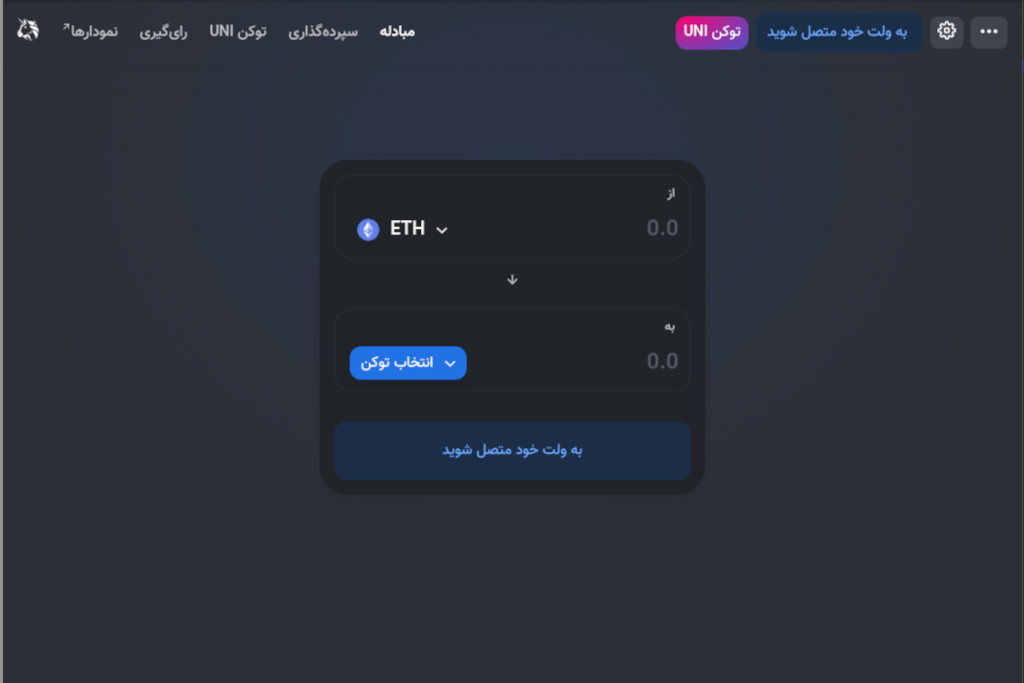 مبادله
سپرده‌گذاری
توکن UNI
رای‌گیری
نمودارها↗
توکن UNI
به ولت خود متصل شوید
از
ETH
0.0
به
انتخاب توکن
0.0
به ولت خود متصل شوید